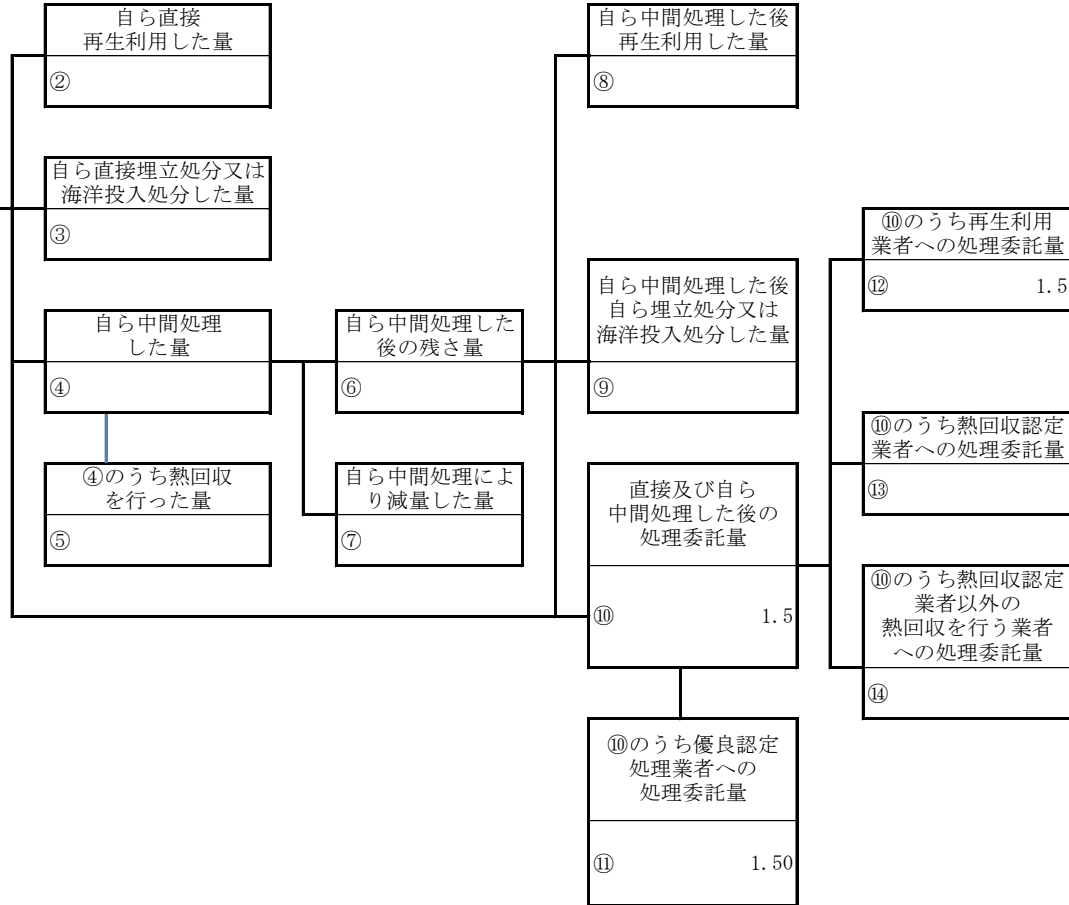 自ら直接
再生利用した量
②
自ら直接埋立処分又は
海洋投入処分した量
③
自ら中間処理
した量
④
④のうち熱回収
を行った量
⑤
自ら中間処理した
後の残さ量
⑥
自ら中間処理によ
り減量した量
⑦
自ら中間処理した後
再生利用した量
⑧
自ら中間処理した後
自ら埋立処分又は
海洋投入処分した量
⑨
直接及び自ら
中間処理した後の
処理委託量
⑩ 1.5
⑩のうち優良認定
処理業者への
処理委託量
⑪ 1.50
⑩のうち再生利用
業者への処理委託量
⑫ 1.5
⑩のうち熱回収認定
業者への処理委託量
⑬
⑩のうち熱回収認定
業者以外の
熱回収を行う業者
への処理委託量
⑭